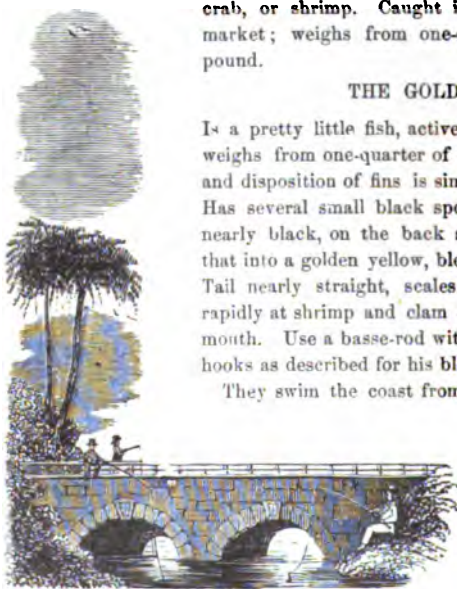 crab, or shrimp. Caught i
market; weighs from one-
pound.
THE GOLD
Is a pretty little fish, active
weighs from one-quarter of
and disposition of fins is sim
Has several small black spo
nearly black, on the back s
that into a golden yellow, ble
Tail nearly straight, scales
rapidly at shrimp and clam
mouth. Use a basse-rod wit
hooks as described for his bl
They swim the coast from